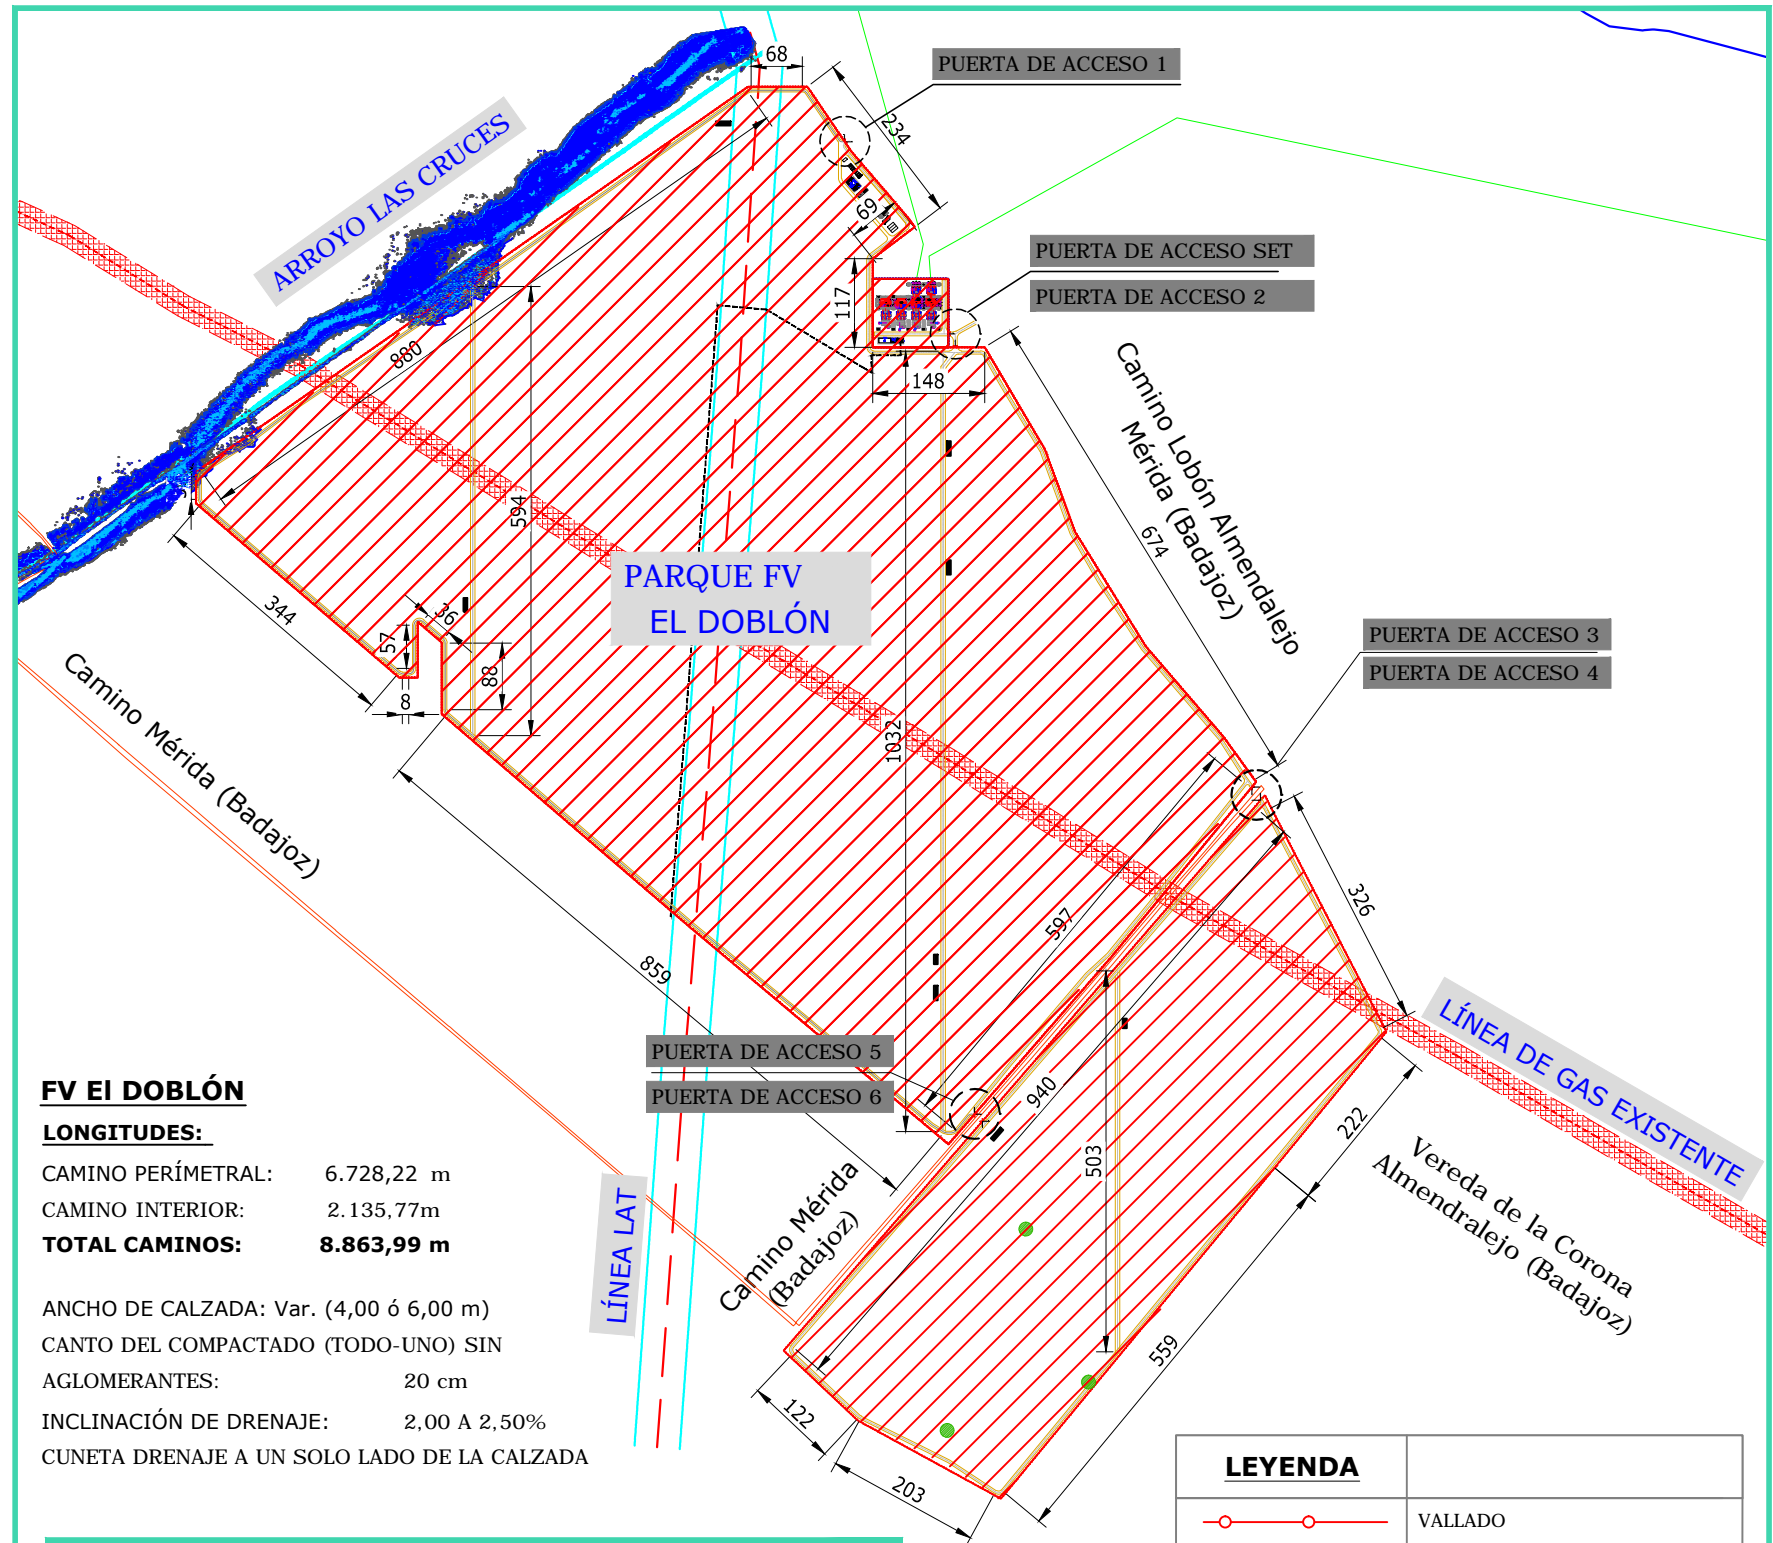 68
PUERTA DE ACCESO 1
234
ARROYO LAS CRUCES
69
PUERTA DE ACCESO SET
PUERTA DE ACCESO 2
117
880
148
Camino Lobón Almendalejo
Mérida (Badajoz)
674
594
PARQUE FV
EL DOBLÓN
344
36
57
88
8
PUERTA DE ACCESO 3
PUERTA DE ACCESO 4
Camino Mérida (Badajoz)
1032
326
597
859
LÍNEA DE GAS EXISTENTE
PUERTA DE ACCESO 5
PUERTA DE ACCESO 6
940
222
503
Vereda de la Corona
Almendralejo (Badajoz)
Camino Mérida
(Badajoz)
LÍNEA LAT
559
122
203
FV El DOBLÓN
LONGITUDES:
CAMINO PERÍMETRAL: 6.728,22 m
CAMINO INTERIOR: 2.135,77m
TOTAL CAMINOS: 8.863,99 m
ANCHO DE CALZADA: Var. (4,00 ó 6,00 m)
CANTO DEL COMPACTADO (TODO-UNO) SIN
AGLOMERANTES: 20 cm
INCLINACIÓN DE DRENAJE: 2,00 A 2,50%
CUNETA DRENAJE A UN SOLO LADO DE LA CALZADA
LEYENDA
VALLADO